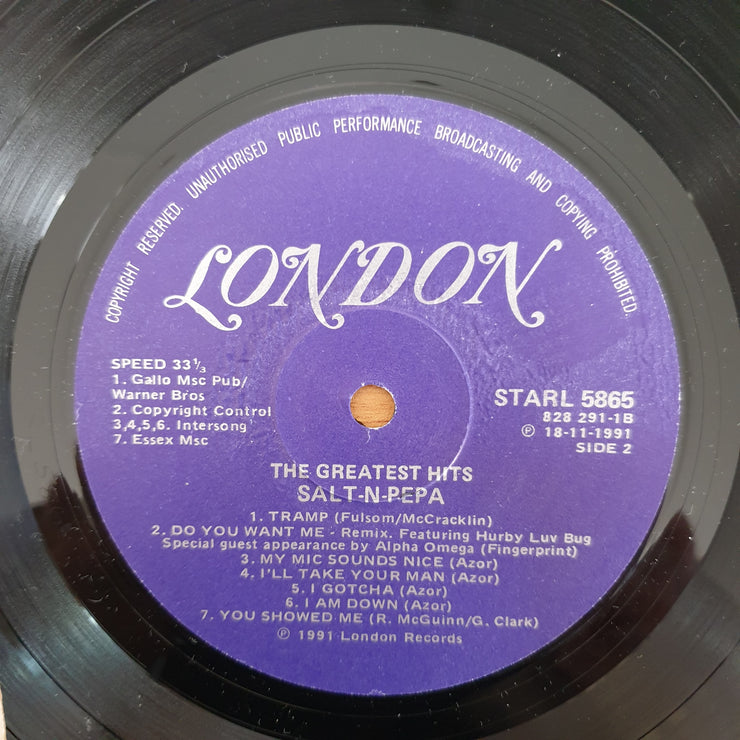 COPYRIGHT RESERVED. UNAUTHORISED PUBLIC PERFORMANCE BROADCASTING AND COPYING PROHIBITED.
LONDON
SPEED 33⅓
1. Gallo Msc Pub/
Warner Bros
2. Copyright Control
3,4,5,6. Intersong
7. Essex Msc
STARL 5865
828 291-1B
℗ 18-11-1991
SIDE 2
THE GREATEST HITS
SALT-N-PEPA
1. TRAMP (Fulsom/McCracklin)
2. DO YOU WANT ME - Remix. Featuring Hurby Luv Bug
Special guest appearance by Alpha Omega (Fingerprint)
3. MY MIC SOUNDS NICE (Azor)
4. I'LL TAKE YOUR MAN (Azor)
5. I GOTCHA (Azor)
6. I AM DOWN (Azor)
7. YOU SHOWED ME (R. McGuinn/G. Clark)
℗ 1991 London Records